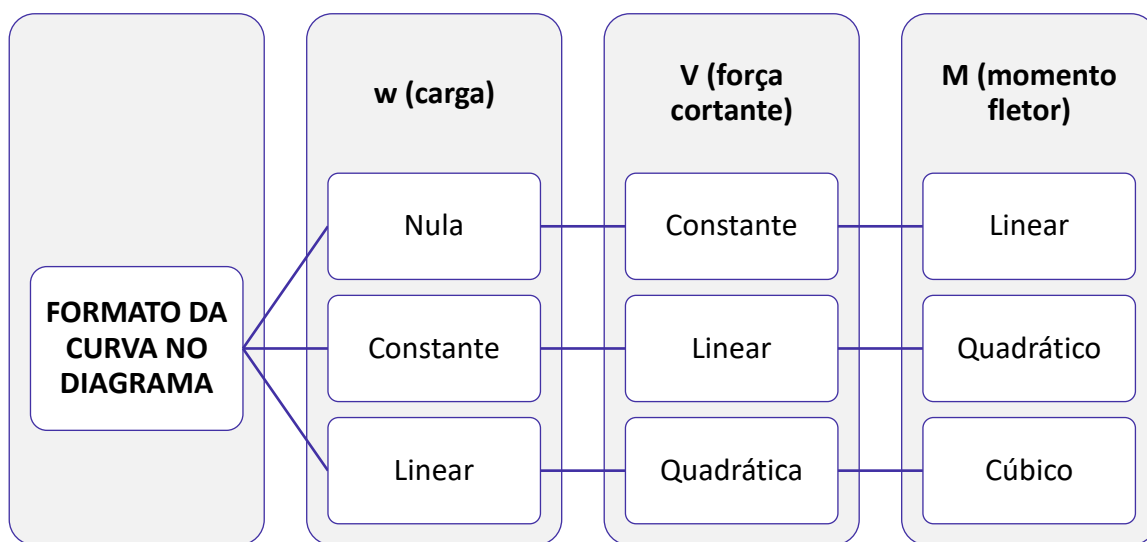 w (carga)
V (força
cortante)
M (momento
fletor)
Nula
Constante
Linear
FORMATO DA
CURVA NO
DIAGRAMA
Constante
Linear
Quadrático
Linear
Quadrática
Cúbico